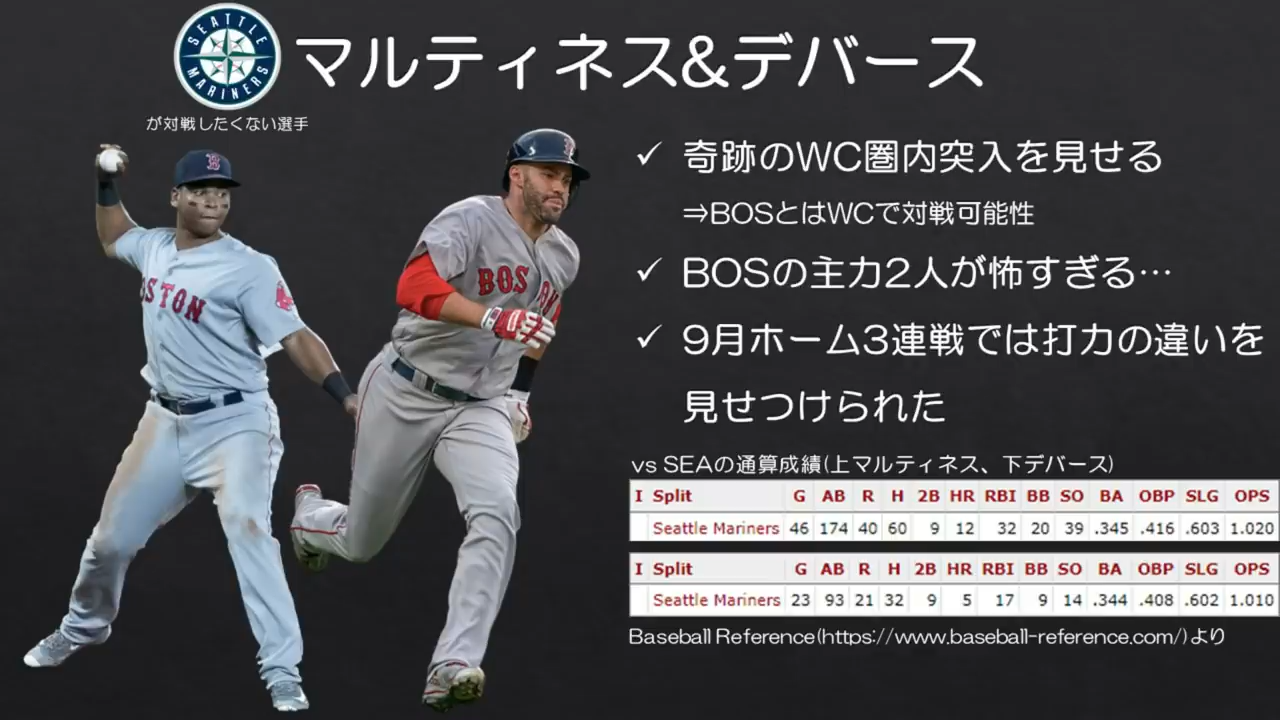 SEATTLE
MARINERS
マルティネス&デバース
が対戦したくない選手
B
BOSTON
BOSTON
✓ 奇跡のWC圏内突入を見せる
⇒BOSとはWCで対戦可能性
✓ BOSの主力2人が怖すぎる…
✓ 9月ホーム3連戦では打力の違いを
見せつけられた
vs SEAの通算成績(上マルティネス、下デバース)
I Split G AB R H 2B HR RBI BB SO BA OBP SLG OPS
Seattle Mariners 46 174 40 60 9 12 32 20 39 .345 .416 .603 1.020
I Split G AB R H 2B HR RBI BB SO BA OBP SLG OPS
Seattle Mariners 23 93 21 32 9 5 17 9 14 .344 .408 .602 1.010
Baseball Reference(https://www.baseball-reference.com/)より